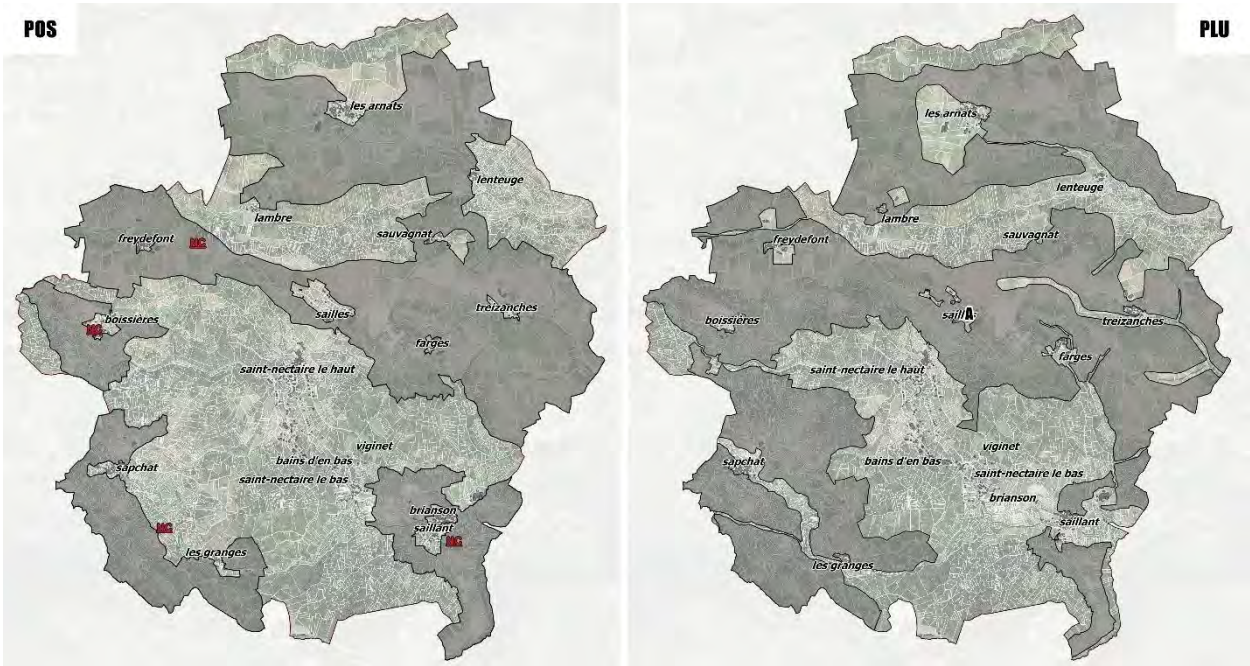 POS
les arnats
lenteuge
lambre
sauvagnat
freydefont
NC
sailles
treizanches
boissières
NC
farges
saint-nectaire le haut
viginet
bains d'en bas
sapchat
saint-nectaire le bas
brianson
saillant
NC
NC
les granges
PLU
les arnats
lenteuge
lambre
sauvagnat
freydefont
A
treizanches
boissières
farges
saint-nectaire le haut
viginet
bains d'en bas
sapchat
saint-nectaire le bas
brianson
saillant
les granges